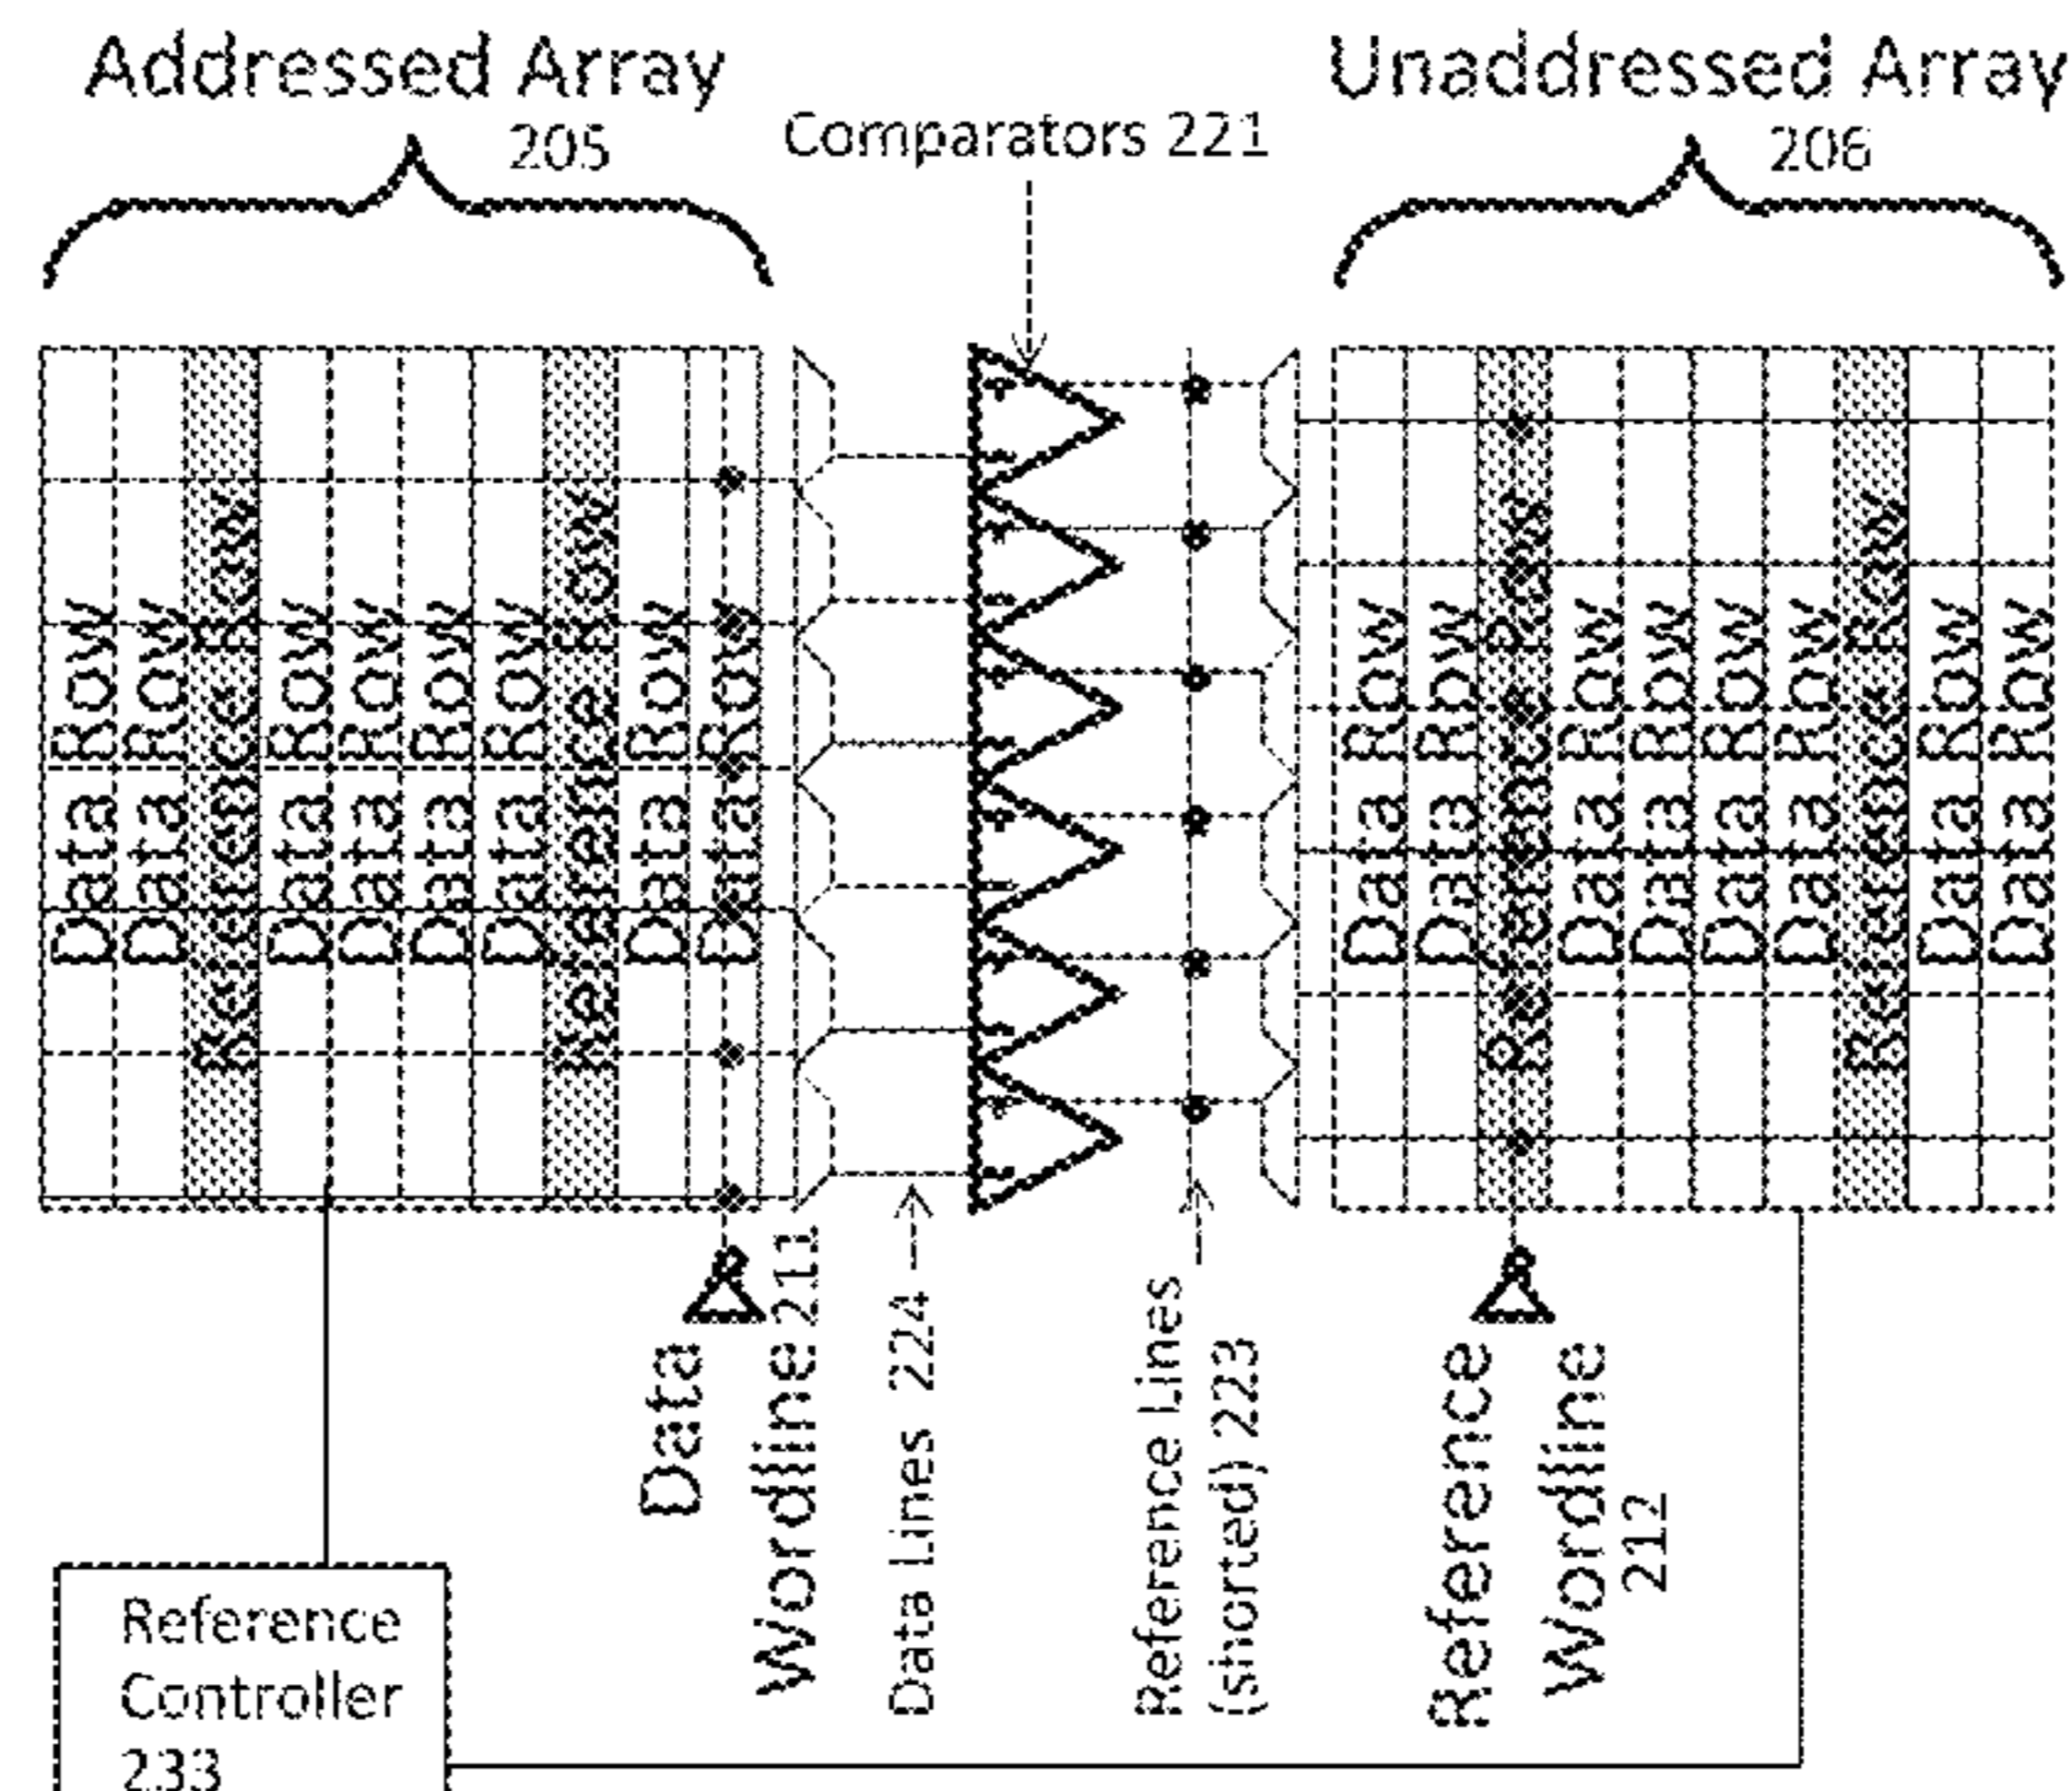 Addressed Array
205
Comparators 221
Unaddressed Array
206
Data Row
Data Row
Reference Row
Data Row
Data Row
Data Row
Data Row
Reference Row
Data Row
Data Row
Data Row
Data Row
Reference Row
Data Row
Data Row
Data Row
Data Row
Reference Row
Data Row
Data Row
Data
Wordline 211
Data Lines 224
Reference Lines
(shorted) 223
Reference
Wordline
212
Reference
Controller
233